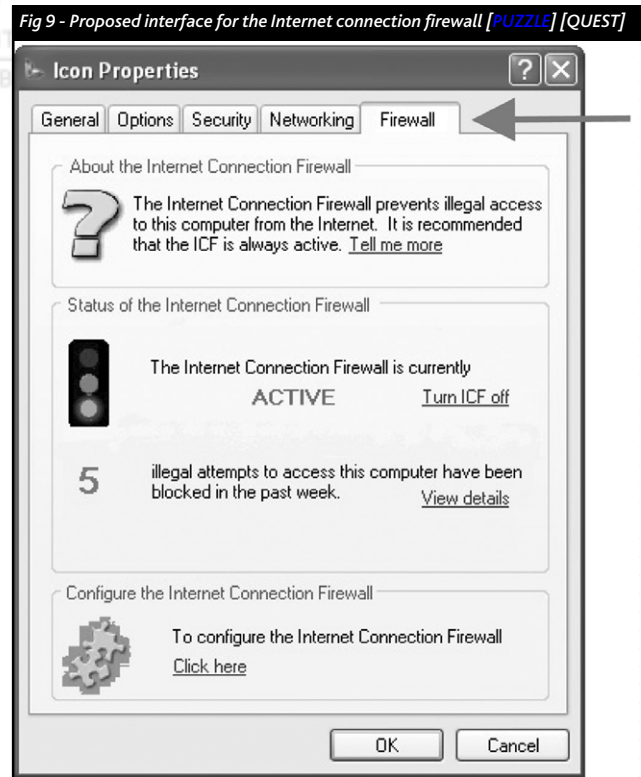 Fig 9 - Proposed interface for the Internet connection firewall [PUZZLE] [QUEST]
Icon Properties
General Options Security Networking Firewall
About the Internet Connection Firewall
The Internet Connection Firewall prevents illegal access
to this computer from the Internet. It is recommended
that the ICF is always active. Tell me more
Status of the Internet Connection Firewall
The Internet Connection Firewall is currently
ACTIVE Turn ICF off
5 illegal attempts to access this computer have been
blocked in the past week. View details
Configure the Internet Connection Firewall
To configure the Internet Connection Firewall
Click here
OK Cancel